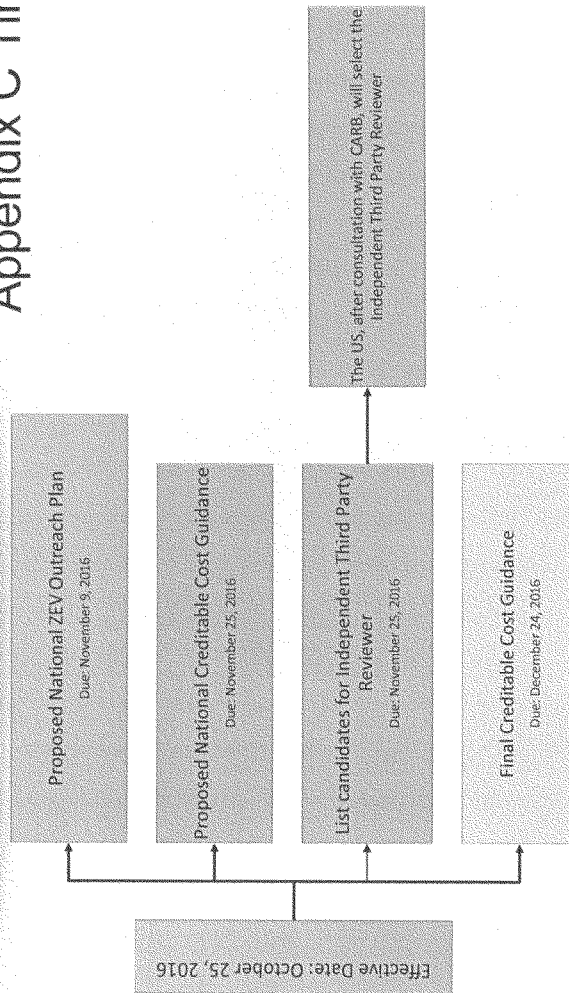 Appendix C
Effective Date: October 25, 2016
Proposed National ZEV Outreach Plan
Due: November 9, 2016
Proposed National Creditable Cost Guidance
Due: November 25, 2016
List candidates for Independent Third Party
Reviewer
Due: November 25, 2016
The US, after consultation with CARB, will select the
Independent Third Party Reviewer
Final Creditable Cost Guidance
Due: December 24, 2016